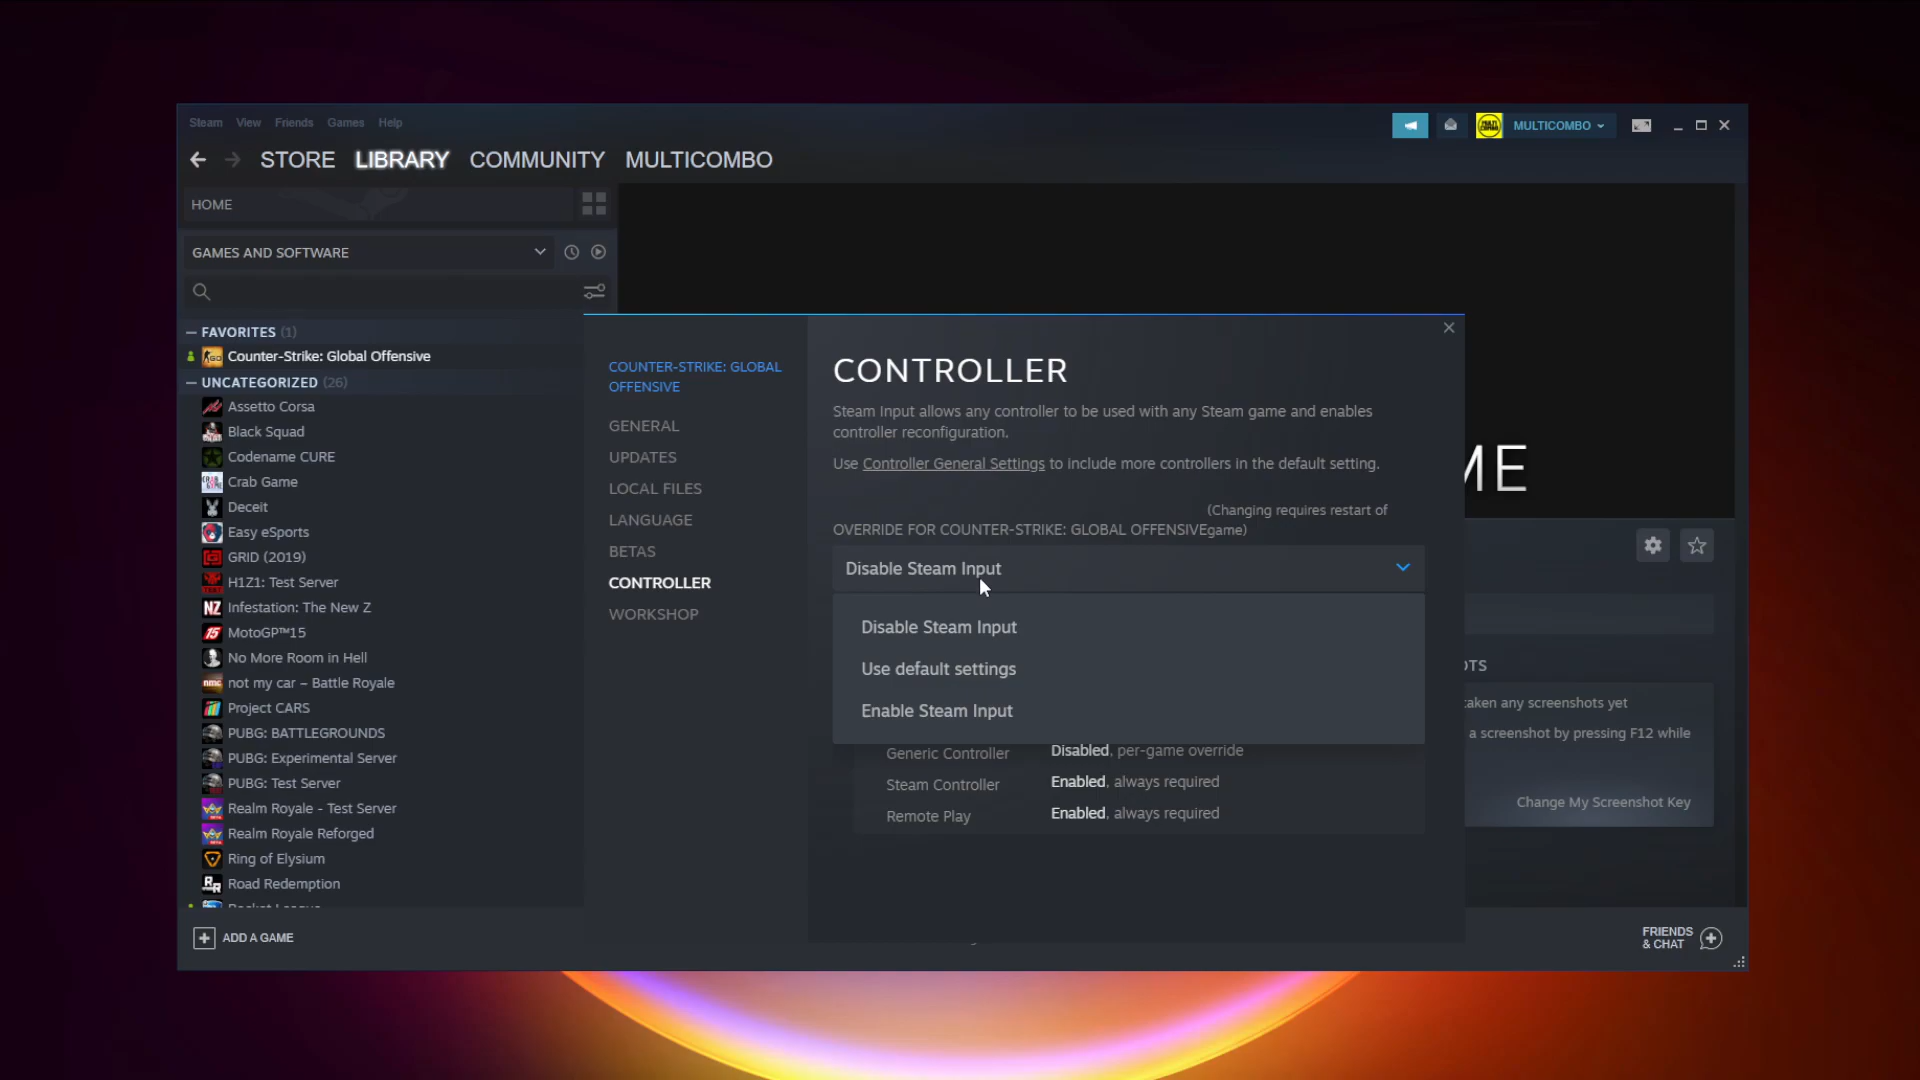 Steam View Friends Games Help
MULTICOMBO
STORE LIBRARY COMMUNITY MULTICOMBO
HOME
GAMES AND SOFTWARE
FAVORITES (1)
Counter-Strike: Global Offensive
UNCATEGORIZED (26)
Assetto Corsa
Black Squad
Codename CURE
Crab Game
Deceit
Easy eSports
GRID (2019)
H1Z1: Test Server
Infestation: The New Z
MotoGP™15
No More Room in Hell
not my car – Battle Royale
Project CARS
PUBG: BATTLEGROUNDS
PUBG: Experimental Server
PUBG: Test Server
Realm Royale - Test Server
Realm Royale Reforged
Ring of Elysium
Road Redemption
ADD A GAME
COUNTER-STRIKE: GLOBAL
OFFENSIVE
GENERAL
UPDATES
LOCAL FILES
LANGUAGE
BETAS
CONTROLLER
WORKSHOP
CONTROLLER
Steam Input allows any controller to be used with any Steam game and enables
controller reconfiguration.
Use Controller General Settings to include more controllers in the default setting.
(Changing requires restart of
OVERRIDE FOR COUNTER-STRIKE: GLOBAL OFFENSIVEgame)
Disable Steam Input
Disable Steam Input
Use default settings
Enable Steam Input
Generic Controller Disabled, per-game override
Steam Controller Enabled, always required
Remote Play Enabled, always required
ME
OTS
taken any screenshots yet
a screenshot by pressing F12 while
Change My Screenshot Key
FRIENDS
& CHAT